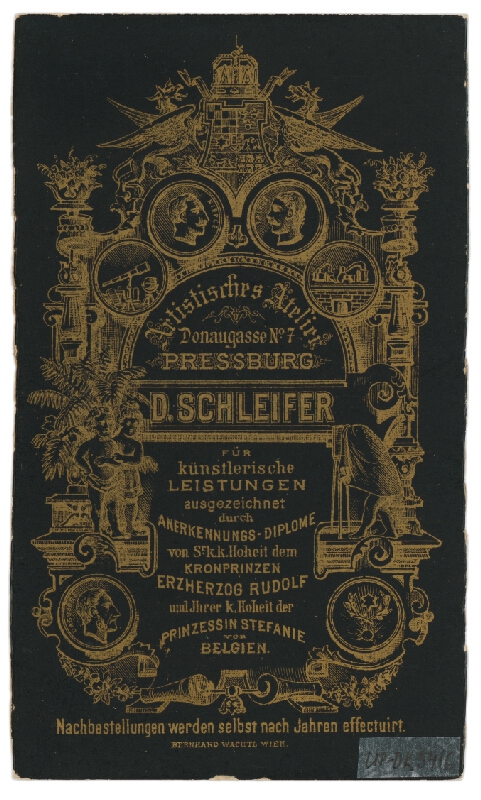 Artistisches Atelier
Donaugasse No 7
PRESSBURG
D. SCHLEIFER
FÜR
künstlerische
LEISTUNGEN
ausgezeichnet
durch
ANERKENNUNGS-DIPLOME
von Sr k.k. Hoheit dem
KRONPRINZEN
ERZHERZOG RUDOLF
und Ihrer k. Hoheit der
PRINZESSIN STEFANIE
VON
BELGIEN.
Nachbestellungen werden selbst nach Jahren effectuirt.
BERNHARD WACHTL WIEN.